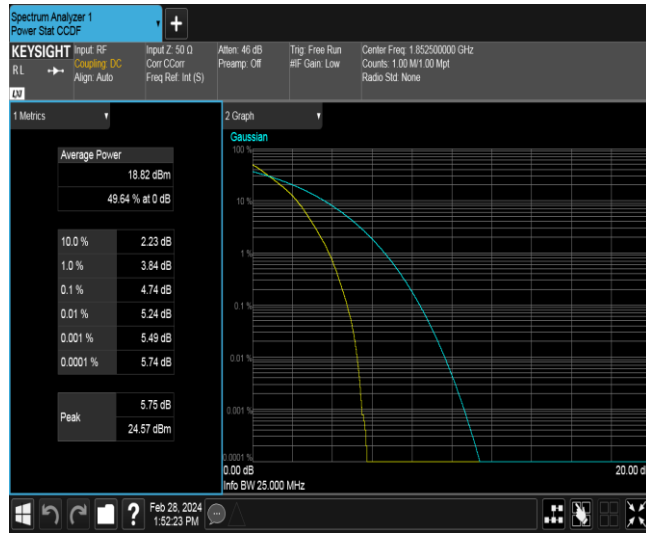 Spectrum Analyzer 1
Power Stat CCDF
+
KEYSIGHT
Input: RF
Coupling: DC
Align: Auto
Input Z: 50 Ω
Corr CCorr
Freq Ref: Int (S)
Atten: 46 dB
Preamp: Off
Trig: Free Run
#IF Gain: Low
Center Freq: 1.852500000 GHz
Counts: 1.00 M/1.00 Mpt
Radio Std: None
R L
LXI
1 Metrics
Average Power
18.82 dBm
49.64 % at 0 dB
10.0 % 2.23 dB
1.0 % 3.84 dB
0.1 % 4.74 dB
0.01 % 5.24 dB
0.001 % 5.49 dB
0.0001 % 5.74 dB
Peak
5.75 dB
24.57 dBm
2 Graph
Gaussian
100 %
10 %
1 %
0.1 %
0.01 %
0.001 %
0.0001 %
0.00 dB
20.00 d
Info BW 25.000 MHz
?
Feb 28, 2024
1:52:23 PM